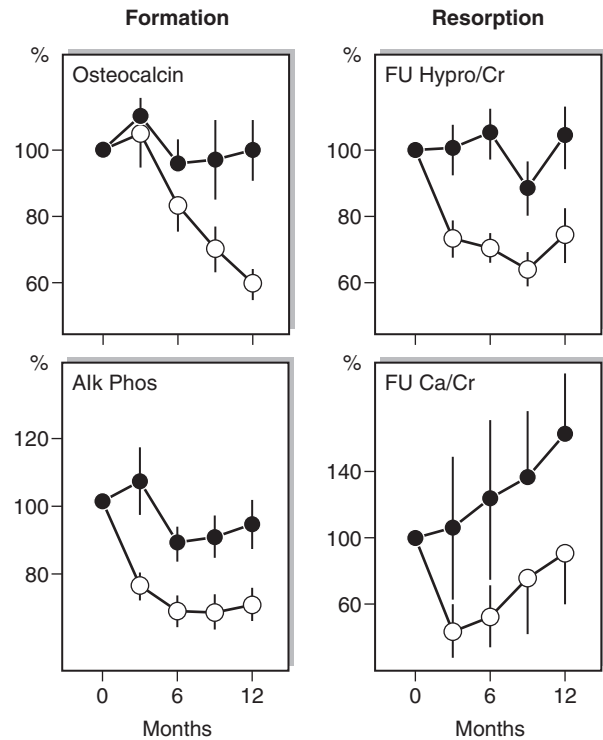 Formation
%
Osteocalcin
100
80
60
Resorption
%
FU Hypro/Cr
100
80
60
%
Alk Phos
120
100
80
0 6 12
Months
%
FU Ca/Cr
140
100
60
0 6 12
Months